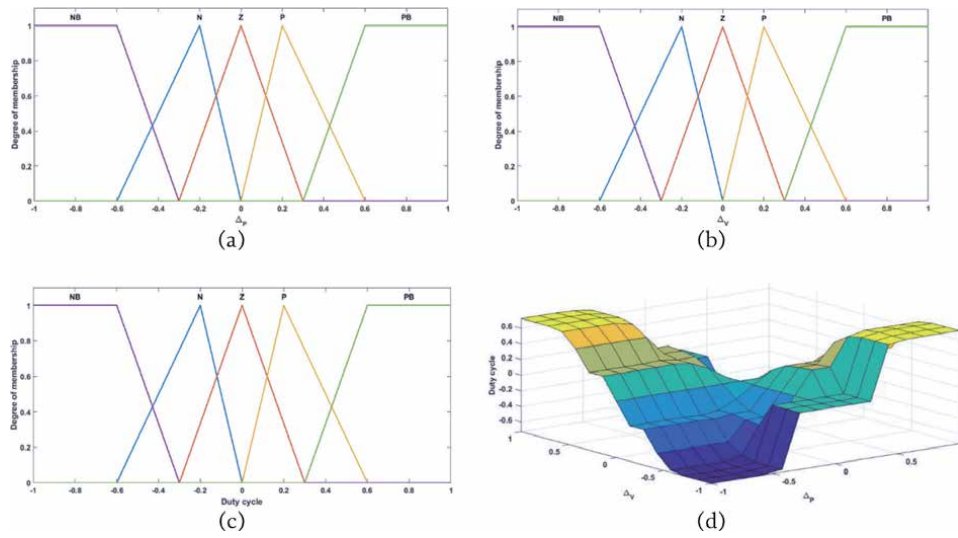 NB N Z P PB
Degree of membership
1
0.8
0.6
0.4
0.2
0
-1 -0.8 -0.6 -0.4 -0.2 0 0.2 0.4 0.6 0.8 1
ΔP
(a)
NB N Z P PB
Degree of membership
1
0.8
0.6
0.4
0.2
0
-1 -0.8 -0.6 -0.4 -0.2 0 0.2 0.4 0.6 0.8 1
ΔV
(b)
NB N Z P PB
Degree of membership
1
0.8
0.6
0.4
0.2
0
-1 -0.8 -0.6 -0.4 -0.2 0 0.2 0.4 0.6 0.8 1
Duty cycle
(c)
Duty cycle
0.6
0.4
0.2
0
-0.2
-0.4
-0.6
1 0.5 0 -0.5 -1
ΔV
-1 -0.5 0 0.5
ΔP
(d)